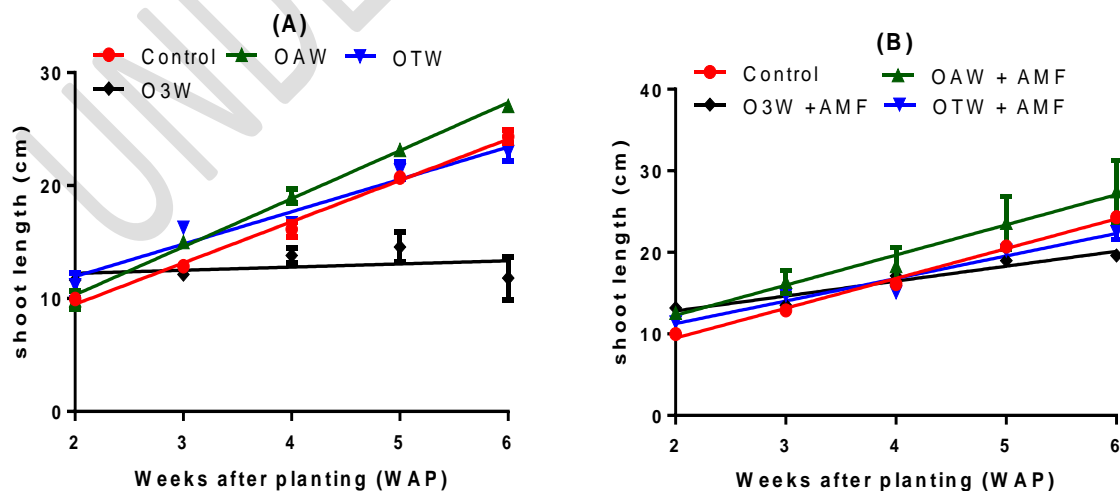 (A)
Control OAW OTW
O3W
30
20
10
0
2 3 4 5 6
shoot length (cm)
Weeks after planting (WAP)
(B)
Control OAW + AMF
O3W +AMF OTW + AMF
40
30
20
10
0
2 3 4 5 6
shoot length (cm)
Weeks after planting (WAP)
UNDE